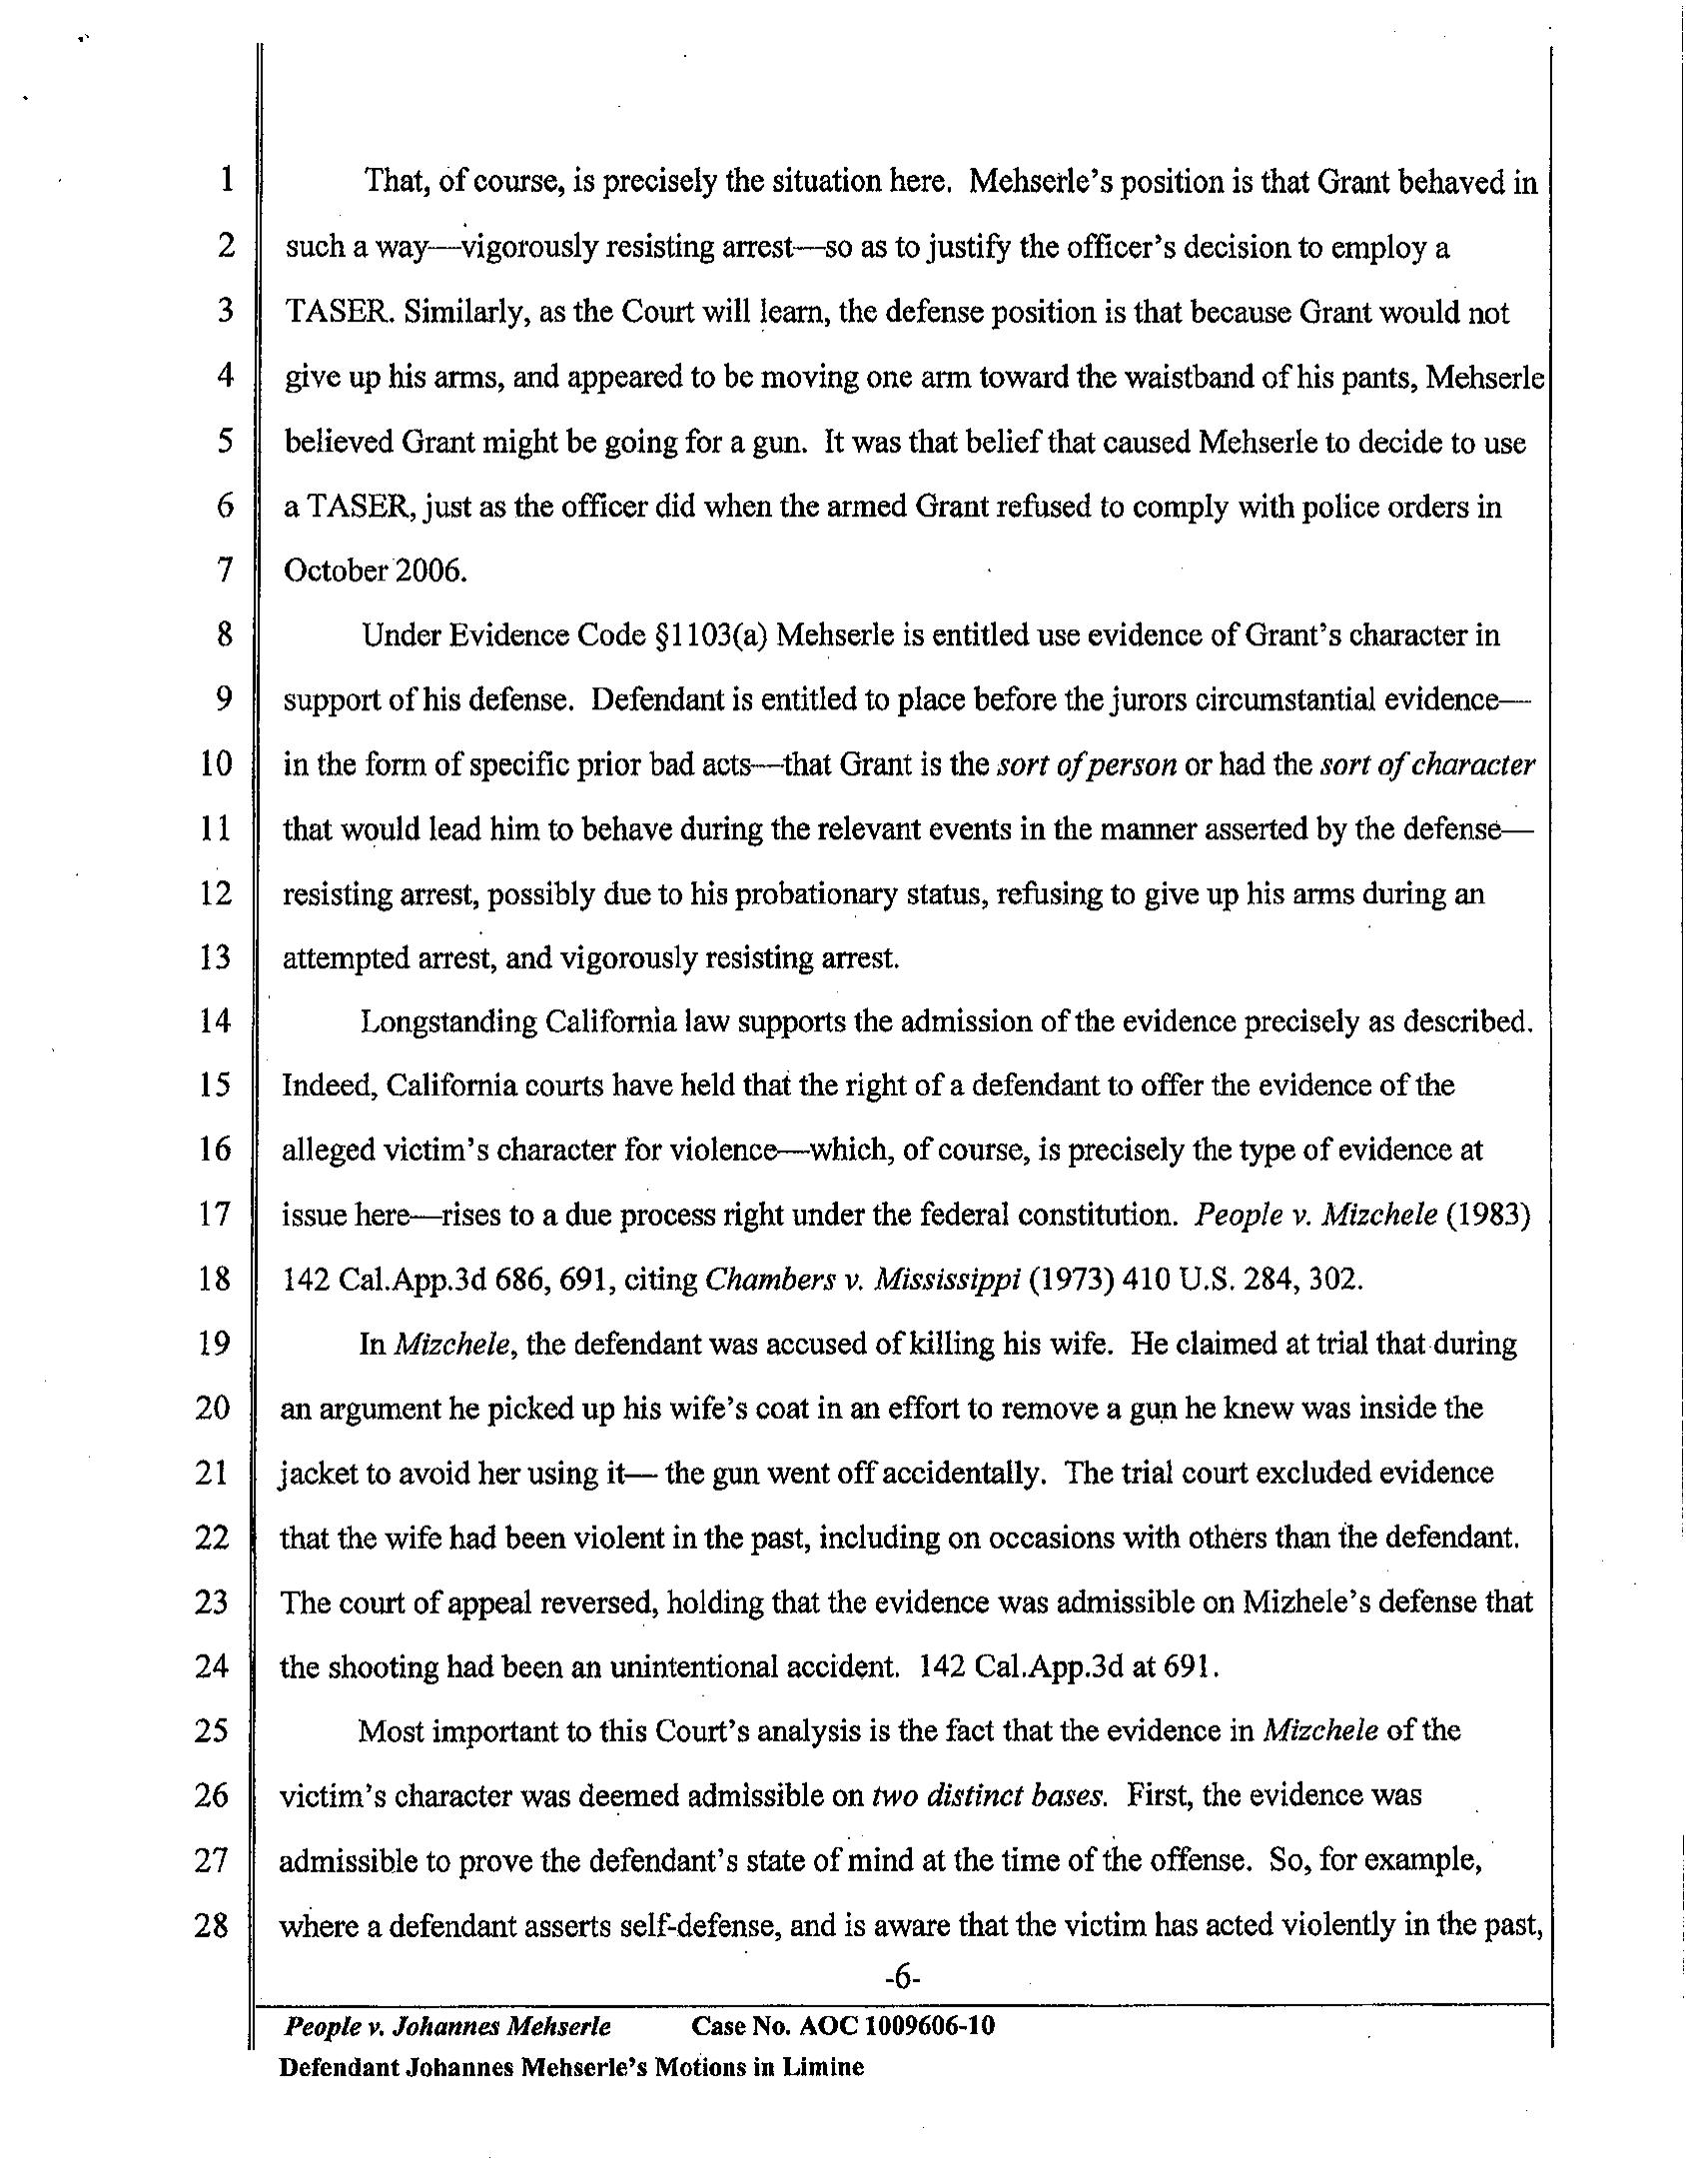 1 That, of course, is precisely the situation here. Mehserle's position is that Grant behaved in
2 such a way—vigorously resisting arrest—so as to justify the officer's decision to employ a
3 TASER. Similarly, as the Court will learn, the defense position is that because Grant would not
4 give up his arms, and appeared to be moving one arm toward the waistband of his pants, Mehserle
5 believed Grant might be going for a gun. It was that belief that caused Mehserle to decide to use
6 a TASER, just as the officer did when the armed Grant refused to comply with police orders in
7 October 2006.
8 Under Evidence Code §1103(a) Mehserle is entitled use evidence of Grant's character in
9 support of his defense. Defendant is entitled to place before the jurors circumstantial evidence—
10 in the form of specific prior bad acts—that Grant is the sort of person or had the sort of character
11 that would lead him to behave during the relevant events in the manner asserted by the defense—
12 resisting arrest, possibly due to his probationary status, refusing to give up his arms during an
13 attempted arrest, and vigorously resisting arrest.
14 Longstanding California law supports the admission of the evidence precisely as described.
15 Indeed, California courts have held that the right of a defendant to offer the evidence of the
16 alleged victim's character for violence—which, of course, is precisely the type of evidence at
17 issue here—rises to a due process right under the federal constitution. People v. Mizchele (1983)
18 142 Cal.App.3d 686, 691, citing Chambers v. Mississippi (1973) 410 U.S. 284, 302.
19 In Mizchele, the defendant was accused of killing his wife. He claimed at trial that during
20 an argument he picked up his wife's coat in an effort to remove a gun he knew was inside the
21 jacket to avoid her using it— the gun went off accidentally. The trial court excluded evidence
22 that the wife had been violent in the past, including on occasions with others than the defendant.
23 The court of appeal reversed, holding that the evidence was admissible on Mizhele's defense that
24 the shooting had been an unintentional accident. 142 Cal.App.3d at 691.
25 Most important to this Court's analysis is the fact that the evidence in Mizchele of the
26 victim's character was deemed admissible on two distinct bases. First, the evidence was
27 admissible to prove the defendant's state of mind at the time of the offense. So, for example,
28 where a defendant asserts self-defense, and is aware that the victim has acted violently in the past,
-6-
People v. Johannes Mehserle Case No. AOC 1009606-10
Defendant Johannes Mehserle's Motions in Limine